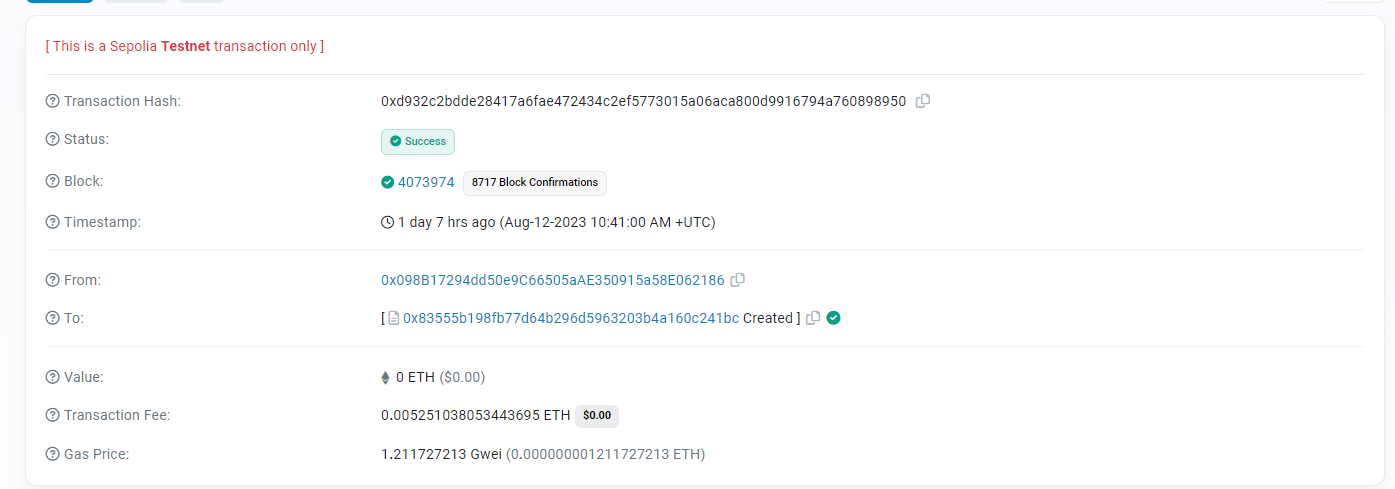 [ This is a Sepolia Testnet transaction only ]
Transaction Hash: 0xd932c2bdde28417a6fae472434c2ef5773015a06aca800d9916794a760898950
Status: Success
Block: 4073974 8717 Block Confirmations
Timestamp: 1 day 7 hrs ago (Aug-12-2023 10:41:00 AM +UTC)
From: 0x098B17294dd50e9C66505aAE350915a58E062186
To: [ 0x83555b198fb77d64b296d5963203b4a160c241bc Created ]
Value: 0 ETH ($0.00)
Transaction Fee: 0.005251038053443695 ETH $0.00
Gas Price: 1.211727213 Gwei (0.000000001211727213 ETH)